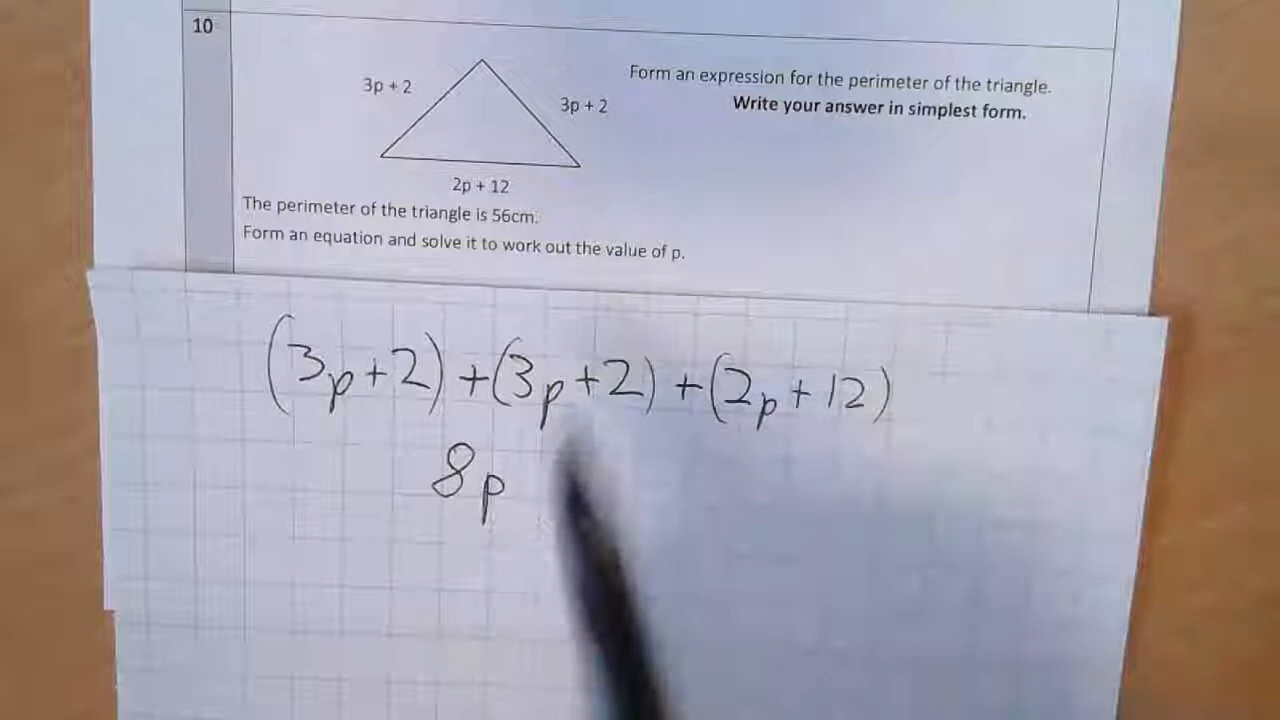 10
Form an expression for the perimeter of the triangle.
Write your answer in simplest form.
3p + 2
3p + 2
2p + 12
The perimeter of the triangle is 56cm.
Form an equation and solve it to work out the value of p.
(3p+2) +(3p+2) +(2p+12)
8p